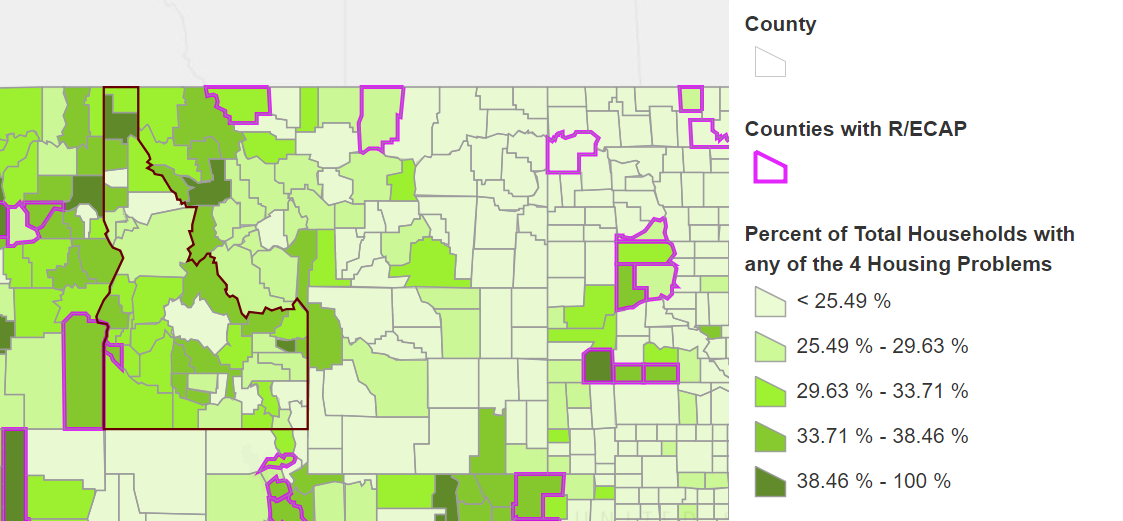 County
Counties with R/ECAP
Percent of Total Households with
any of the 4 Housing Problems
< 25.49 %
25.49 % - 29.63 %
29.63 % - 33.71 %
33.71 % - 38.46 %
38.46 % - 100 %